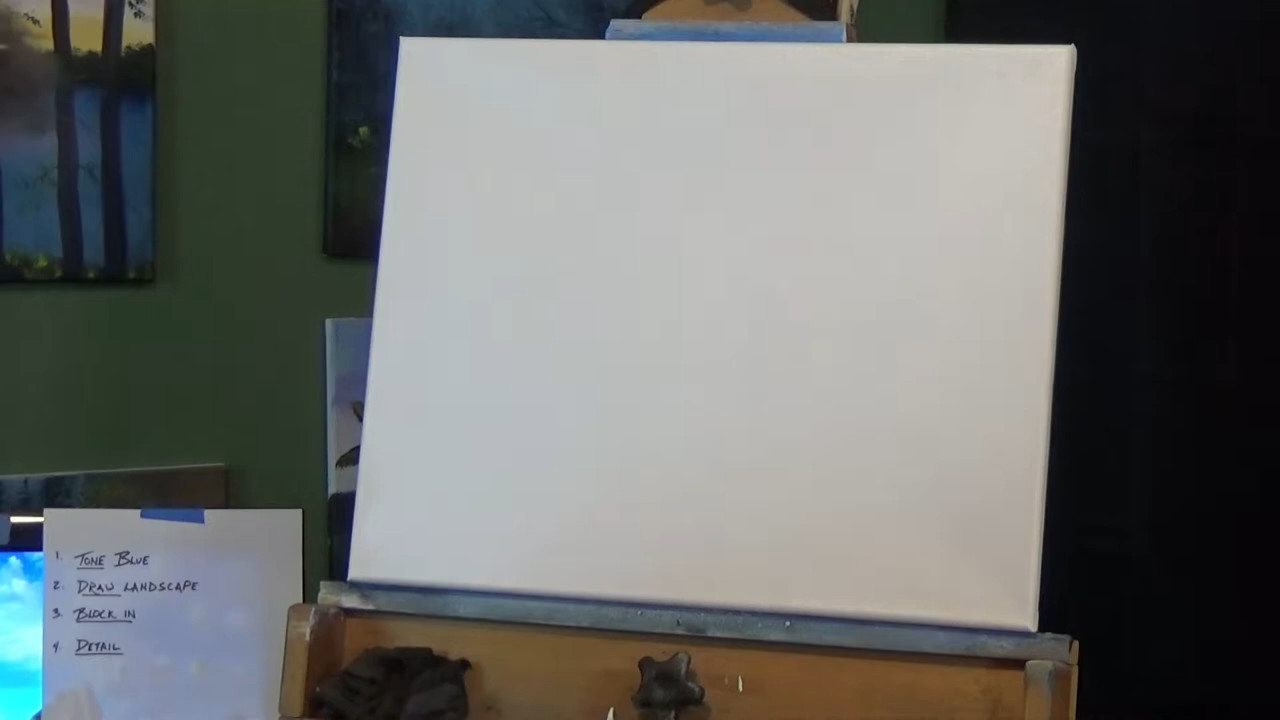 1. TONE BLUE
2. DRAW LANDSCAPE
3. BLOCK IN
4. DETAIL